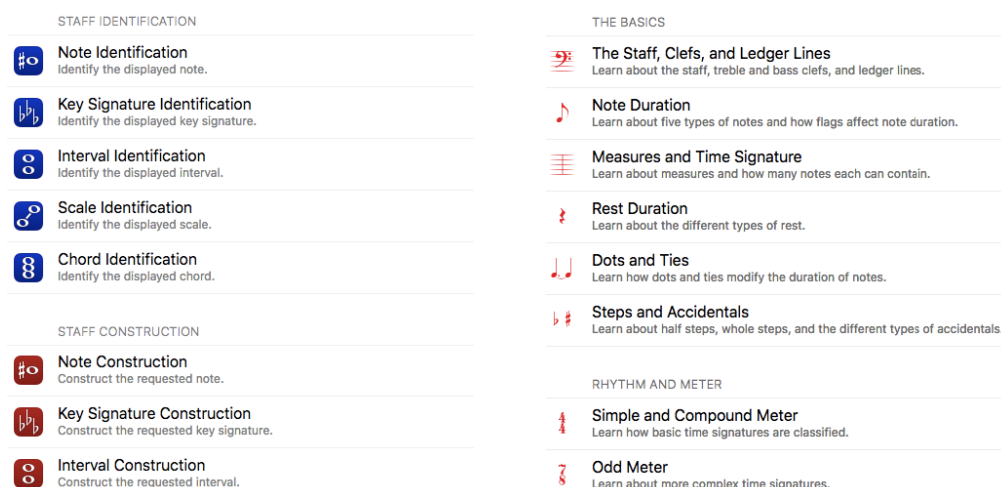 STAFF IDENTIFICATION
Note Identification
Identify the displayed note.
Key Signature Identification
Identify the displayed key signature.
Interval Identification
Identify the displayed interval.
Scale Identification
Identify the displayed scale.
Chord Identification
Identify the displayed chord.
STAFF CONSTRUCTION
Note Construction
Construct the requested note.
Key Signature Construction
Construct the requested key signature.
Interval Construction
Construct the requested interval.
THE BASICS
The Staff, Clefs, and Ledger Lines
Learn about the staff, treble and bass clefs, and ledger lines.
Note Duration
Learn about five types of notes and how flags affect note duration.
Measures and Time Signature
Learn about measures and how many notes each can contain.
Rest Duration
Learn about the different types of rest.
Dots and Ties
Learn how dots and ties modify the duration of notes.
Steps and Accidentals
Learn about half steps, whole steps, and the different types of accidentals.
RHYTHM AND METER
Simple and Compound Meter
Learn how basic time signatures are classified.
Odd Meter
Learn about more complex time signatures.